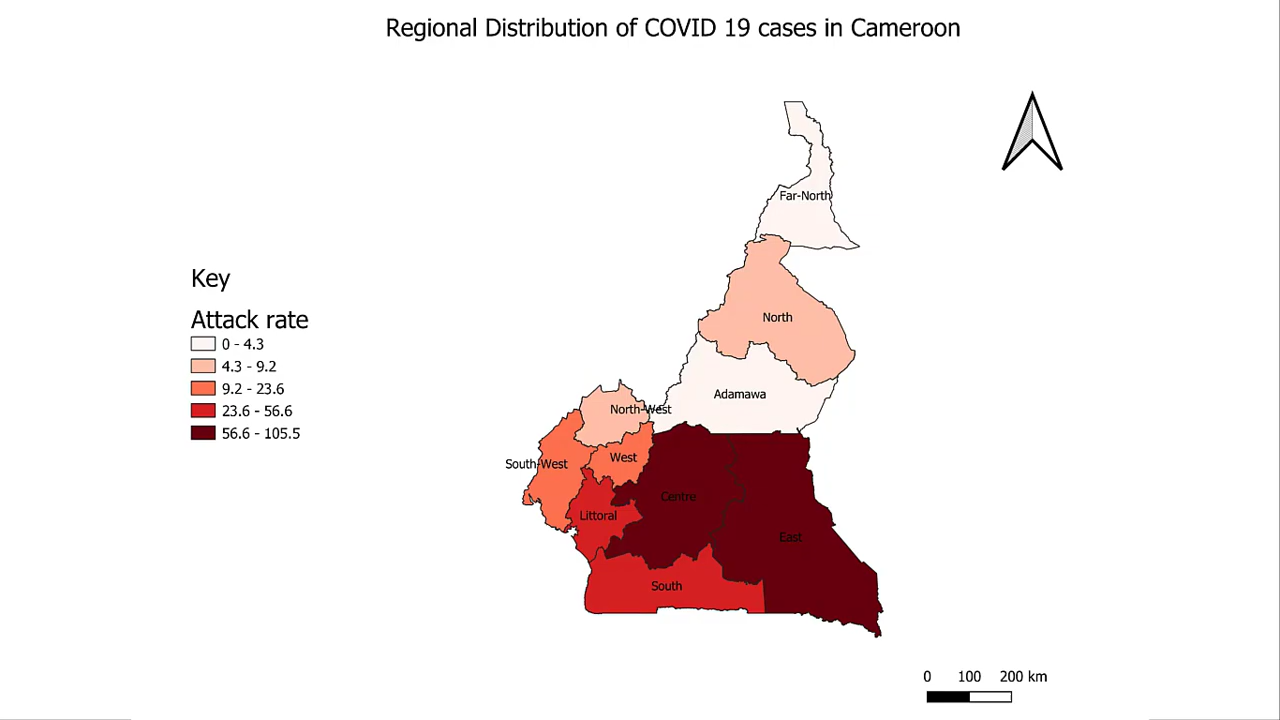 Regional Distribution of COVID 19 cases in Cameroon
Far-North
Key
North
Attack rate
0 - 4.3
4.3 - 9.2
9.2 - 23.6
23.6 - 56.6
56.6 - 105.5
Adamawa
North-West
West
South-West
Centre
Littoral
East
South
0 100 200 km